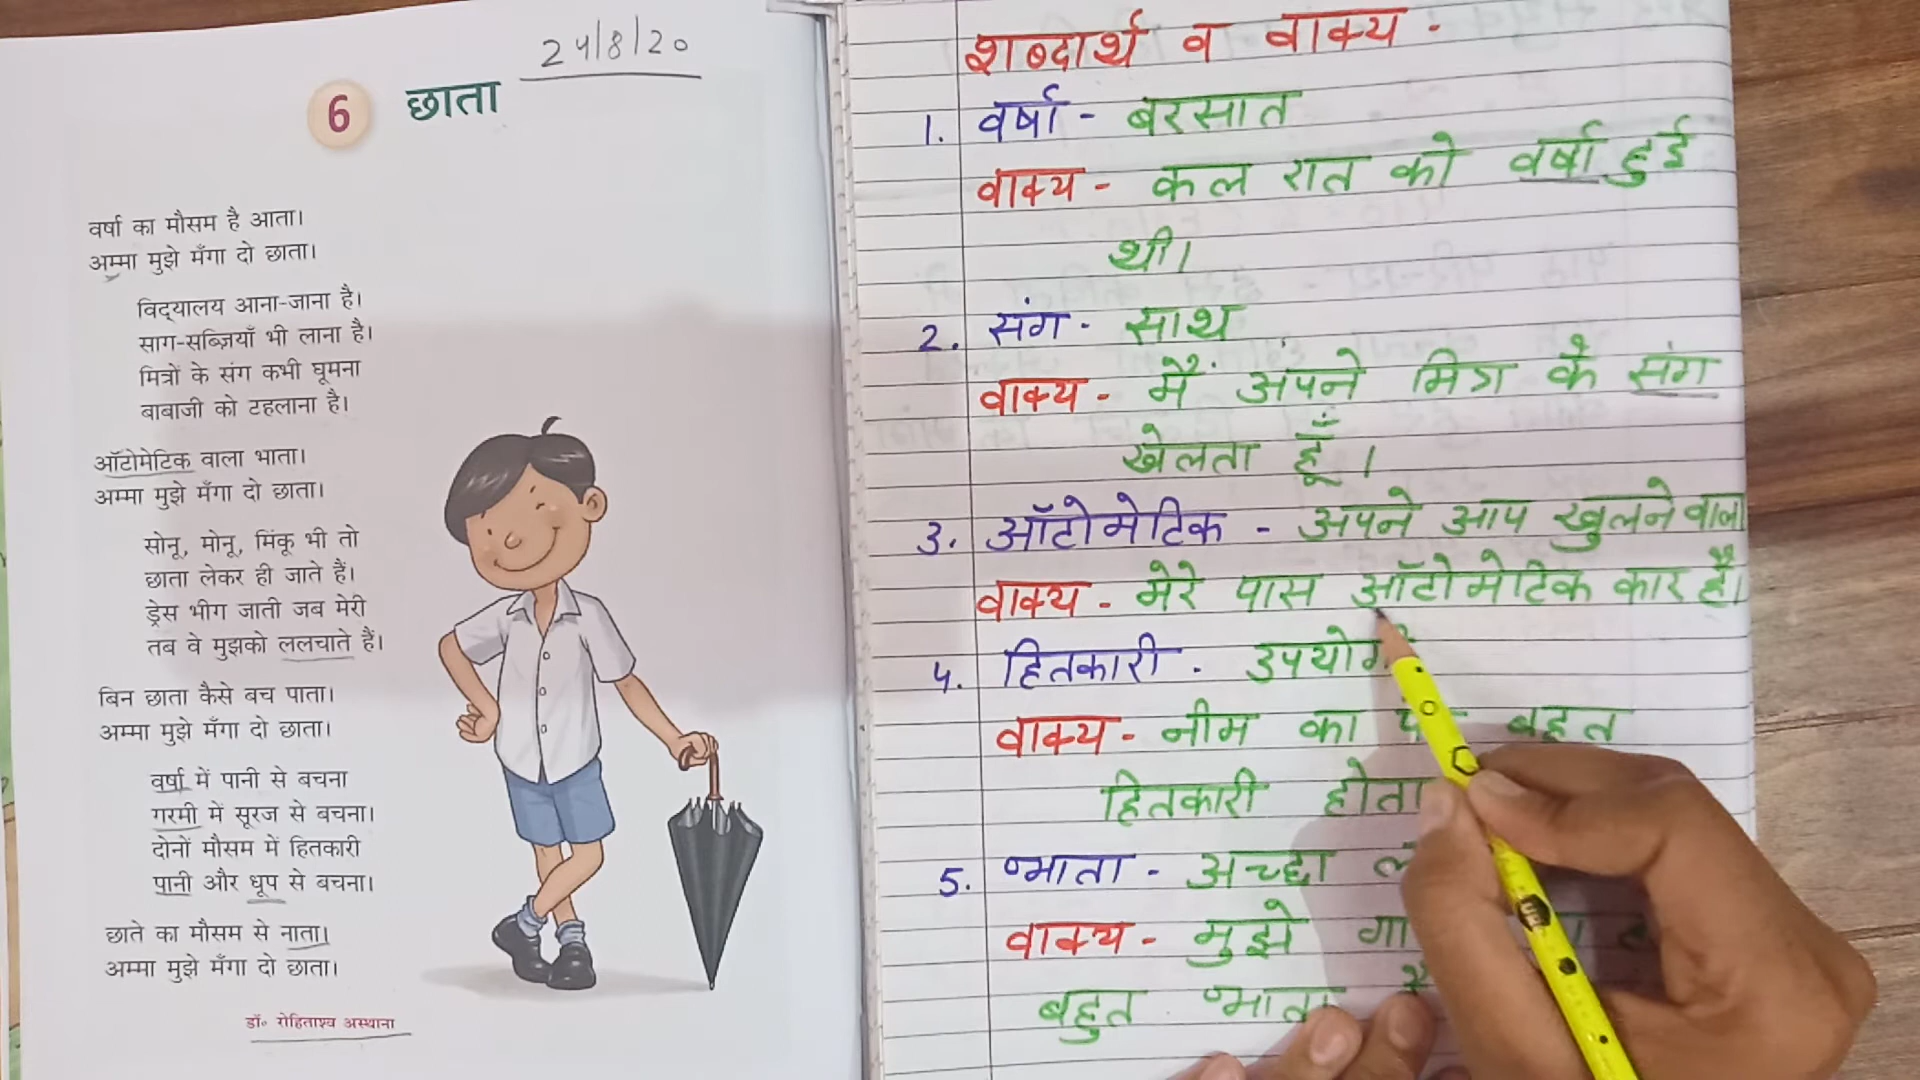 24/8/20
6 छाता
वर्षा का मौसम है आता।
अम्मा मुझे मँगा दो छाता।
विद्यालय आना-जाना है।
साग-सब्ज़ियाँ भी लाना है।
मित्रों के संग कभी घूमना
बाबाजी को टहलाना है।
ऑटोमेटिक वाला भाता।
अम्मा मुझे मँगा दो छाता।
सोनू, मोनू, मिंकू भी तो
छाता लेकर ही जाते हैं।
ड्रेस भीग जाती जब मेरी
तब वे मुझको ललचाते हैं।
बिन छाता कैसे बच पाता।
अम्मा मुझे मँगा दो छाता।
वर्षा में पानी से बचना
गरमी में सूरज से बचना।
दोनों मौसम में हितकारी
पानी और धूप से बचना।
छाते का मौसम से नाता।
अम्मा मुझे मँगा दो छाता।
डॉ॰ रोहिताश्व अस्थाना
शब्दार्थ व वाक्य -
1. वर्षा - बरसात
वाक्य - कल रात को वर्षा हुई
थी।
2. संग - साथ
वाक्य - मैं अपने मित्र के संग
खेलता हूँ।
3. ऑटोमेटिक - अपने आप खुलने वाला
वाक्य - मेरे पास ऑटोमेटिक कार है।
4. हितकारी -
वाक्य - नीम का बहुत
हितकारी होता
5. भाता - अच्छा
वाक्य - मुझे
बहुत भाता